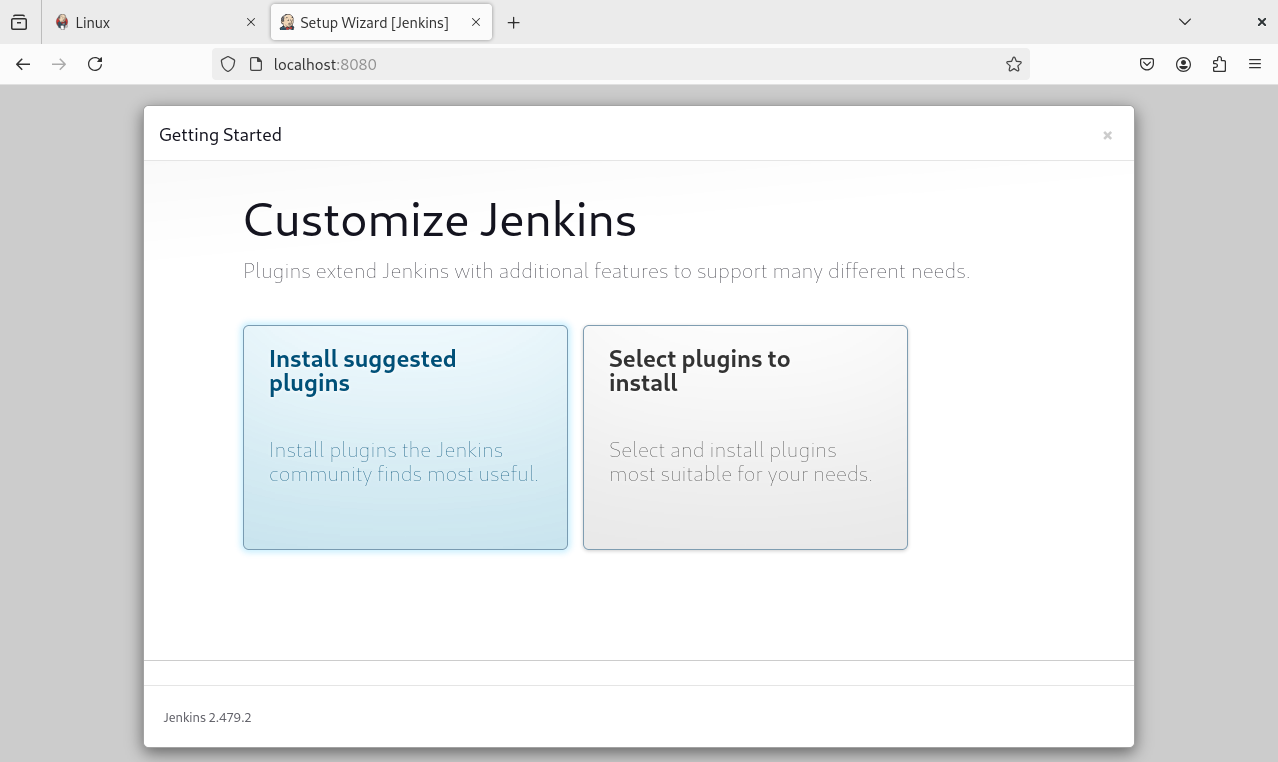 Linux
Setup Wizard [Jenkins]
localhost:8080
Getting Started
Customize Jenkins
Plugins extend Jenkins with additional features to support many different needs.
Install suggested
plugins
Install plugins the Jenkins
community finds most useful.
Select plugins to
install
Select and install plugins
most suitable for your needs.
Jenkins 2.479.2